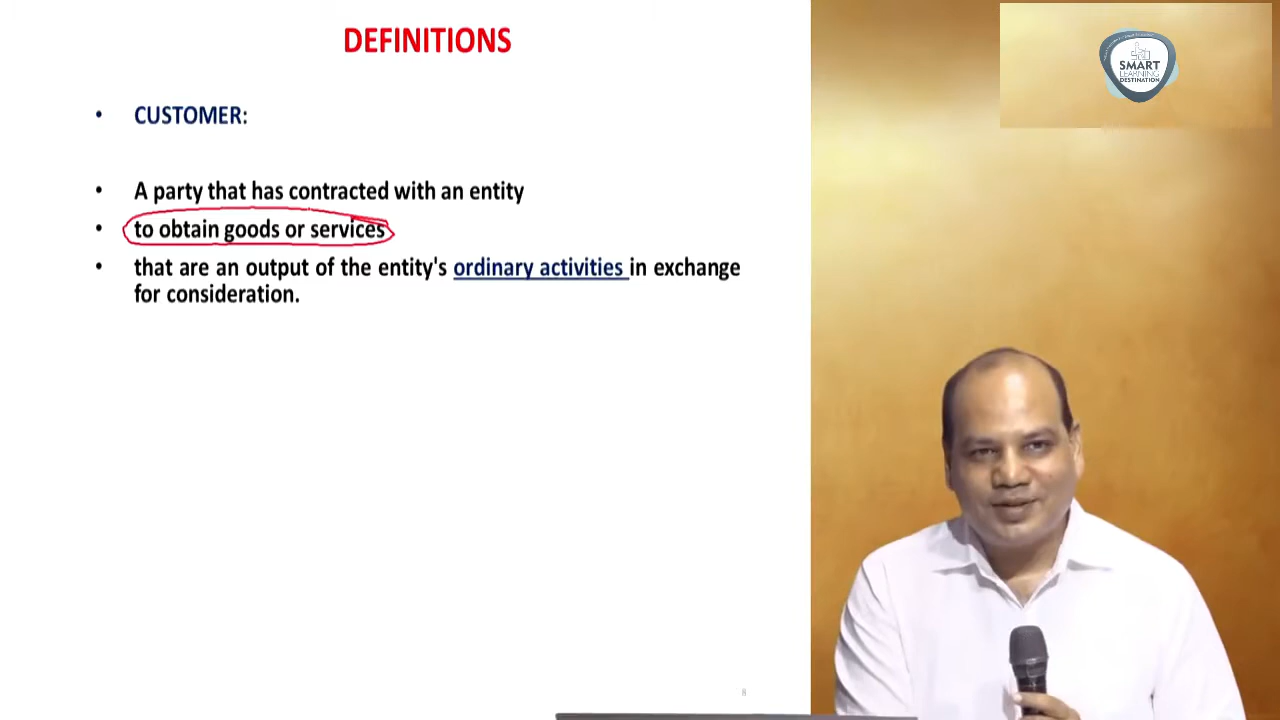 DEFINITIONS
• CUSTOMER:
• A party that has contracted with an entity
• to obtain goods or services
• that are an output of the entity's ordinary activities in exchange
for consideration.
SMART
LEARNING
DESTINATION